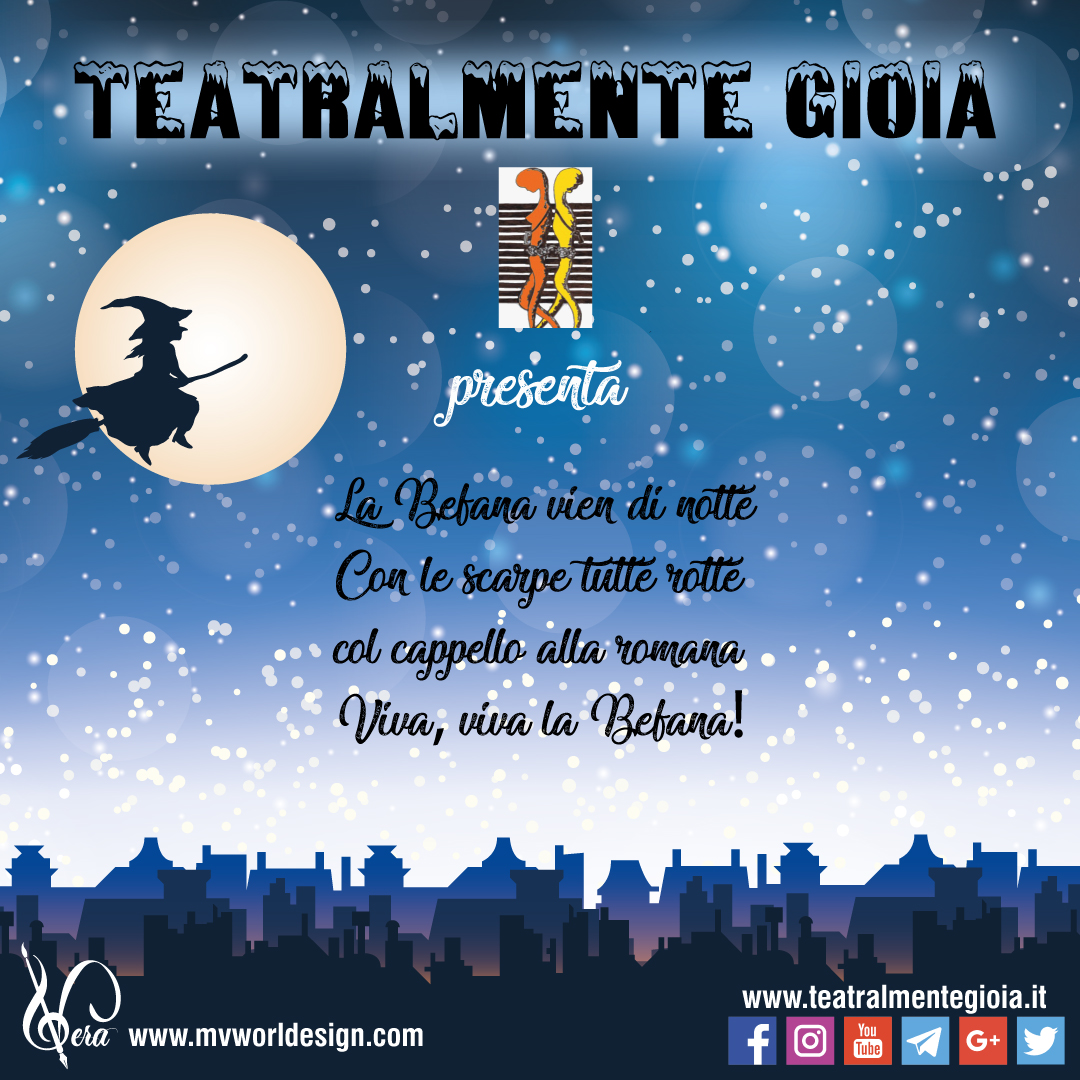 TEATRALMENTE GIOIA
presenta
La Befana vien di notte
Con le scarpe tutte rotte
col cappello alla romana
Viva, viva la Befana!
Vera
www.mvworldesign.com
www.teatralmentegioia.it
f
You
Tube
G+